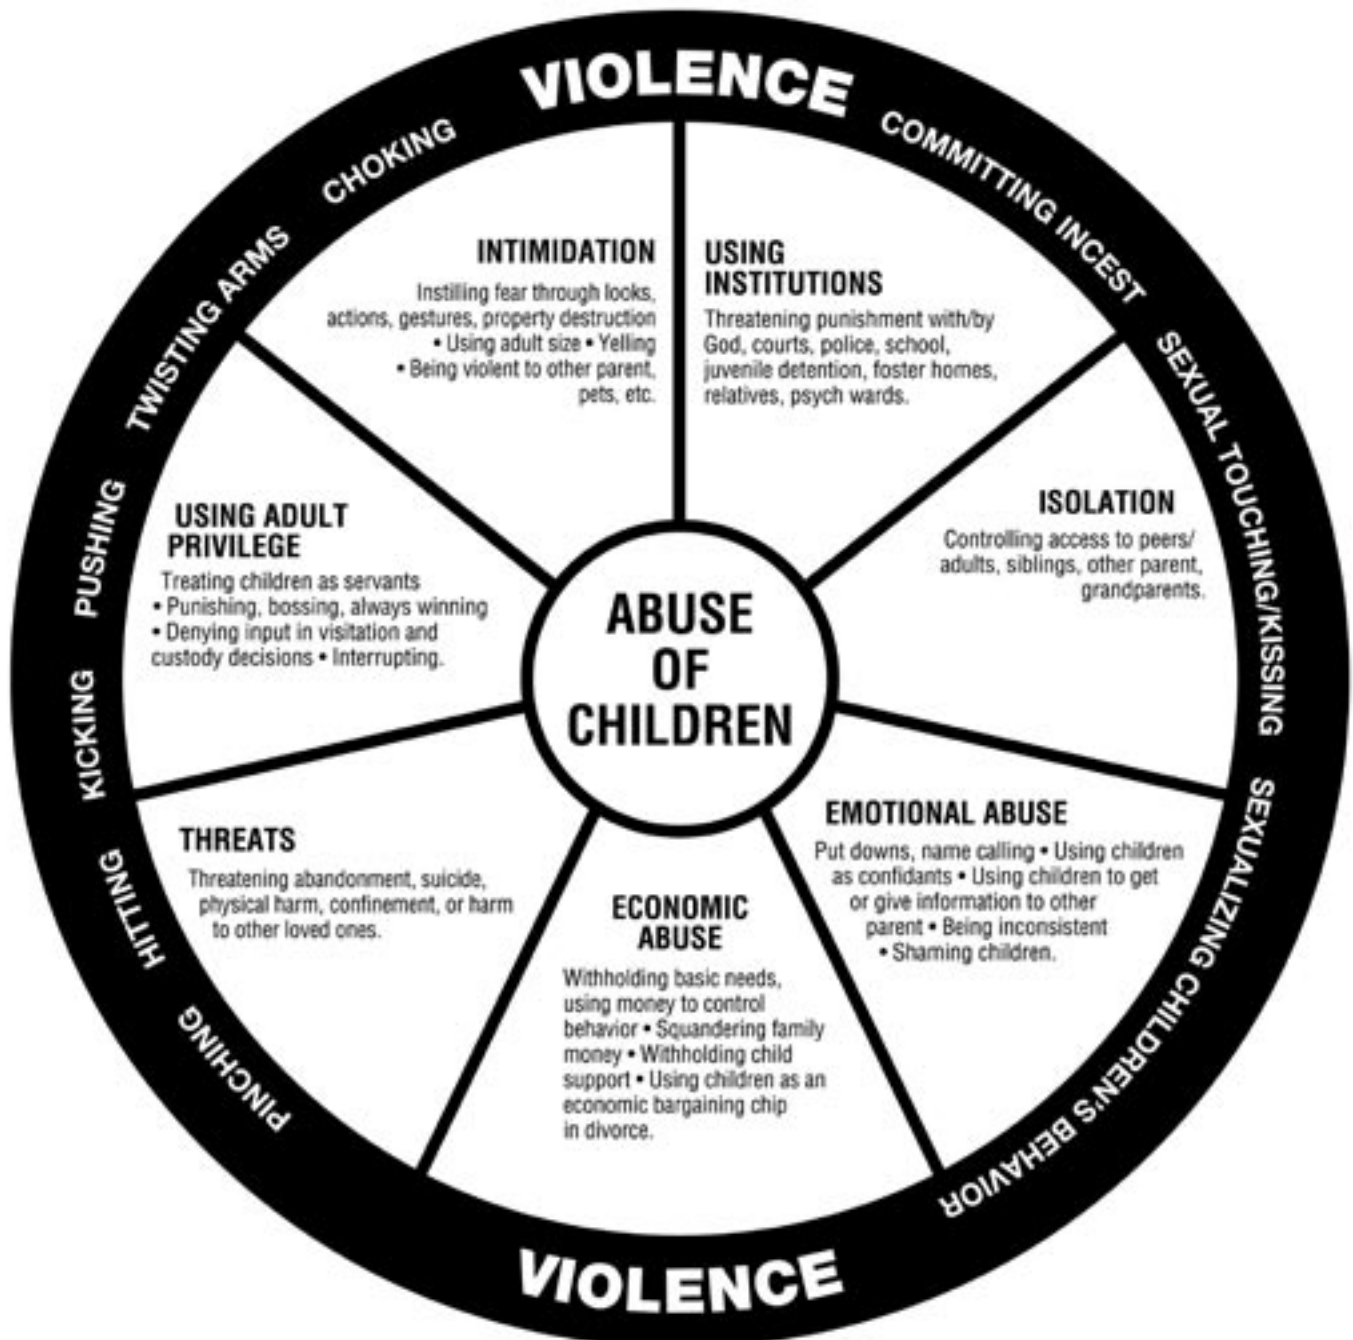 VIOLENCE
COMMITTING INCEST
SEXUAL TOUCHING/KISSING
SEXUALIZING CHILDREN'S BEHAVIOR
VIOLENCE
PINCHING
HITTING
KICKING
PUSHING
TWISTING ARMS
CHOKING
ABUSE
OF
CHILDREN
INTIMIDATION
Instilling fear through looks,
actions, gestures, property destruction
• Using adult size • Yelling
• Being violent to other parent,
pets, etc.
USING
INSTITUTIONS
Threatening punishment with/by
God, courts, police, school,
juvenile detention, foster homes,
relatives, psych wards.
ISOLATION
Controlling access to peers/
adults, siblings, other parent,
grandparents.
EMOTIONAL ABUSE
Put downs, name calling • Using children
as confidants • Using children to get
or give information to other
parent • Being inconsistent
• Shaming children.
ECONOMIC
ABUSE
Withholding basic needs,
using money to control
behavior • Squandering family
money • Withholding child
support • Using children as an
economic bargaining chip
in divorce.
THREATS
Threatening abandonment, suicide,
physical harm, confinement, or harm
to other loved ones.
USING ADULT
PRIVILEGE
Treating children as servants
• Punishing, bossing, always winning
• Denying input in visitation and
custody decisions • Interrupting.